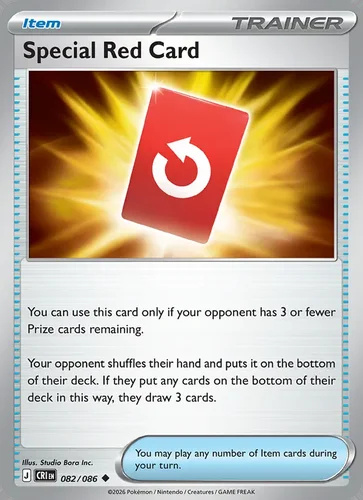 Item
TRAINER
Special Red Card
You can use this card only if your opponent has 3 or fewer
Prize cards remaining.
Your opponent shuffles their hand and puts it on the bottom
of their deck. If they put any cards on the bottom of their
deck in this way, they draw 3 cards.
Illus. Studio Bora Inc.
You may play any number of Item cards during
your turn.
J CRI EN 082/086 ◆
©2026 Pokémon / Nintendo / Creatures / GAME FREAK